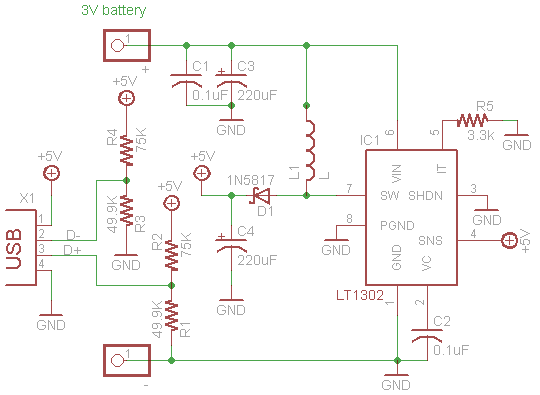 3V battery
1
+
C1
0.1uF
C3
220uF
GND
+5V
R4
75K
49.9K
R3
GND
+5V
X1
1
2
3
4
USB
D-
D+
GND
+5V
R2
75K
49.9K
R1
+5V
1N5817
D1
C4
220uF
GND
L1
L
IC1
6
5
VIN
IT
7
SW
SHDN
3
8
PGND
SNS
4
GND
VC
1
2
LT1302
R5
3.3k
GND
GND
+5V
GND
C2
0.1uF
GND
1
-